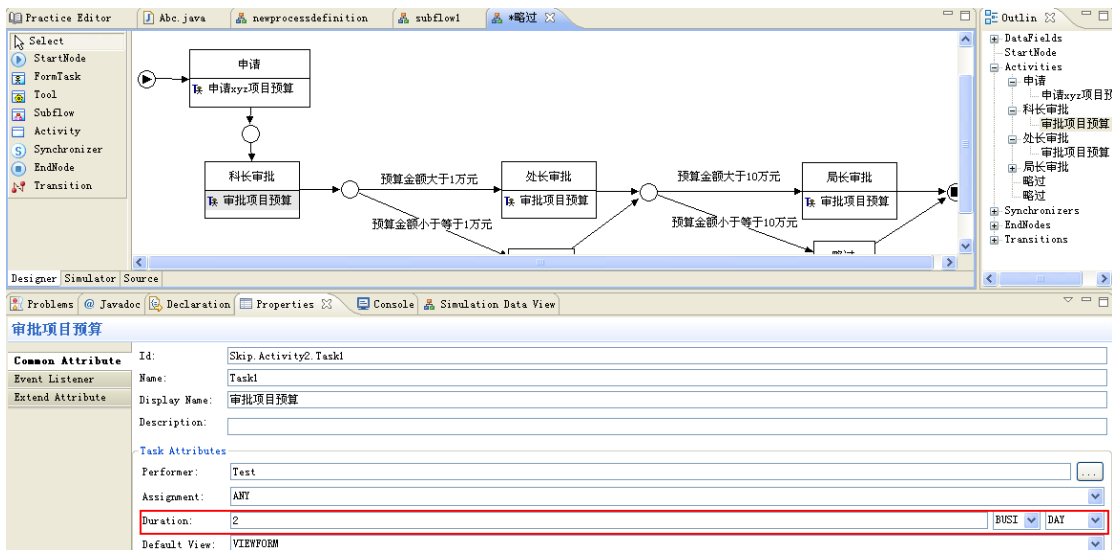 Practice Editor
Abc.java
newprocessdefinition
subflow1
*略过
Outlin
Select
StartNode
FormTask
Tool
Subflow
Activity
Synchronizer
EndNode
Transition
申请
申请xyz项目预算
科长审批
审批项目预算
预算金额大于1万元
预算金额小于等于1万元
处长审批
审批项目预算
预算金额大于10万元
预算金额小于等于10万元
局长审批
审批项目预算
DataFields
StartNode
Activities
申请
申请xyz项目预
科长审批
审批项目预算
处长审批
审批项目预算
局长审批
略过
略过
Synchronizers
EndNodes
Transitions
Designer Simulator Source
Problems @ Javadoc Declaration Properties Console Simulation Data View
审批项目预算
Common Attribute
Event Listener
Extend Attribute
Id: Skip.Activity2.Task1
Name: Task1
Display Name: 审批项目预算
Description:
Task Attributes
Performer: Test ...
Assignment: ANY
Duration: 2 BUSI DAY
Default View: VIEWFORM